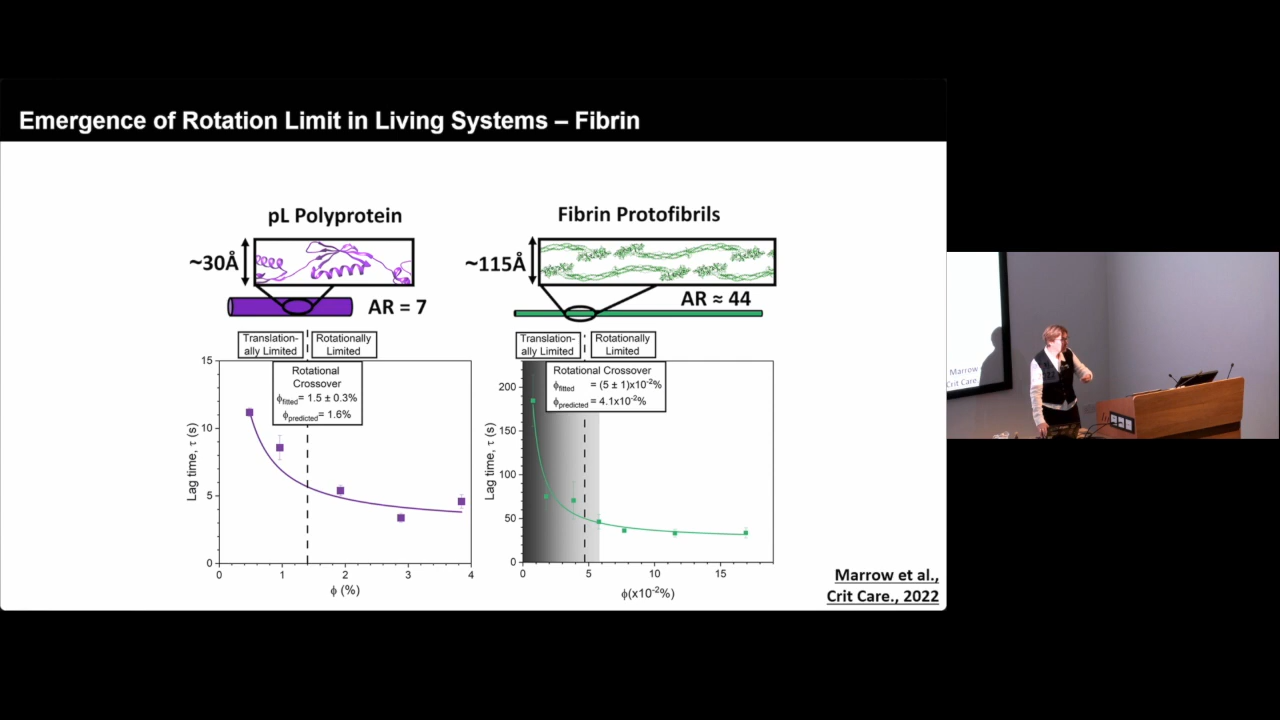 Emergence of Rotation Limit in Living Systems – Fibrin
pL Polyprotein
~30Å
AR = 7
Translation-
ally Limited
Rotationally
Limited
Rotational
Crossover
ϕfitted = 1.5 ± 0.3%
ϕpredicted = 1.6%
15
10
5
0
Lag time, τ (s)
0 1 2 3 4
ϕ (%)
Fibrin Protofibrils
~115Å
AR ≈ 44
Translation-
ally Limited
Rotationally
Limited
Rotational Crossover
ϕfitted = (5 ± 1)x10⁻²%
ϕpredicted = 4.1x10⁻²%
200
150
100
50
0
Lag time, τ (s)
0 5 10 15
ϕ(x10⁻²%)
Marrow et al.,
Crit Care., 2022
Marrow
Crit Care